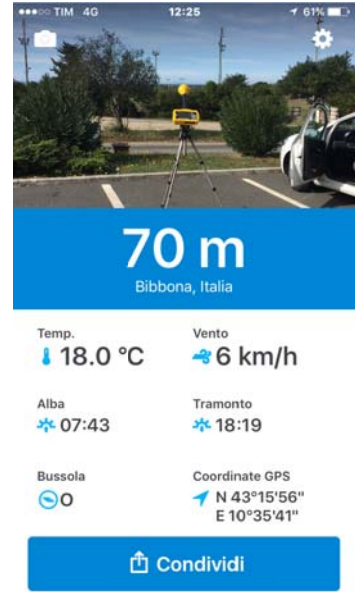 TIM 4G 12:25 61%
70 m
Bibbona, Italia
Temp. Vento
18.0 °C 6 km/h
Alba Tramonto
07:43 18:19
Bussola Coordinate GPS
O N 43°15'56"
E 10°35'41"
Condividi